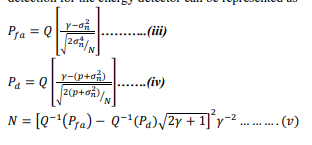 detection for the energy detector can be represented as
P_fa = Q [ γ-σ_n^2 / √(2σ_n^4/N) ] ..........(iii)
P_d = Q [ γ-(p+σ_n^2) / √(2(p+σ_n^2)/N) ] .......(iv)
N = [Q^-1(P_fa) − Q^-1(P_d)√(2γ + 1)]^2 γ^-2 ... ... ... . (v)